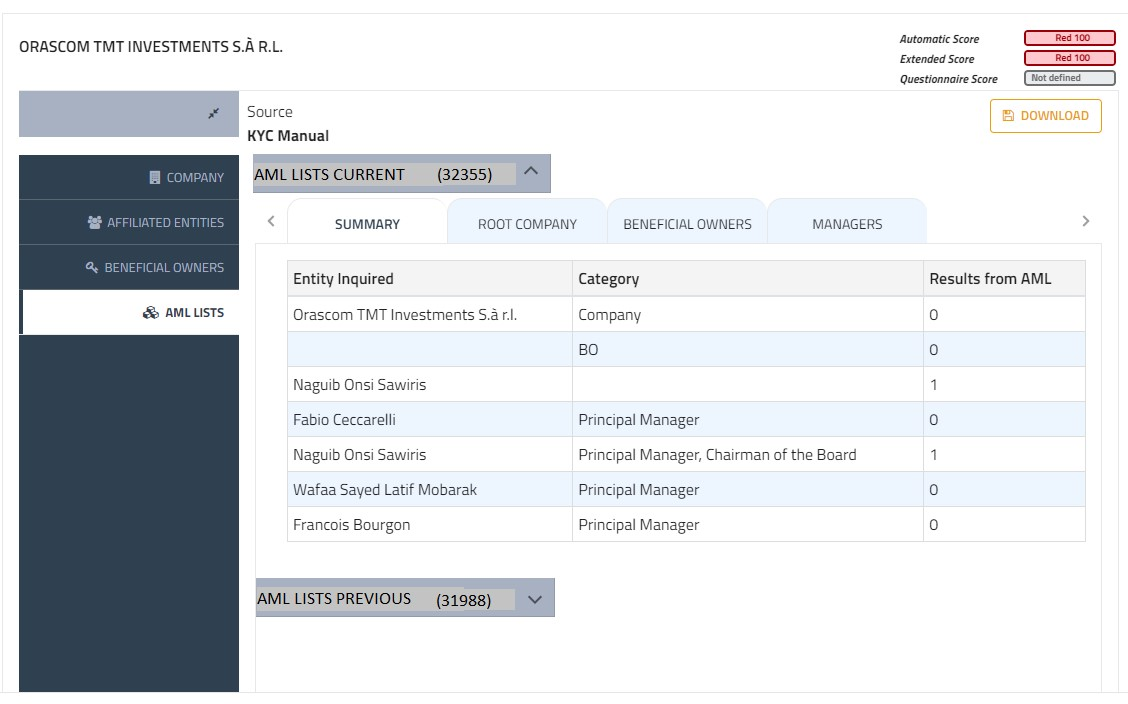 ORASCOM TMT INVESTMENTS S.À R.L.
Automatic Score Red 100
Extended Score Red 100
Questionnaire Score Not defined
Source
KYC Manual
DOWNLOAD
COMPANY
AFFILIATED ENTITIES
BENEFICIAL OWNERS
AML LISTS
AML LISTS CURRENT (32355)
SUMMARY ROOT COMPANY BENEFICIAL OWNERS MANAGERS
Entity Inquired Category Results from AML
Orascom TMT Investments S.à r.l. Company 0
BO 0
Naguib Onsi Sawiris 1
Fabio Ceccarelli Principal Manager 0
Naguib Onsi Sawiris Principal Manager, Chairman of the Board 1
Wafaa Sayed Latif Mobarak Principal Manager 0
Francois Bourgon Principal Manager 0
AML LISTS PREVIOUS (31988)